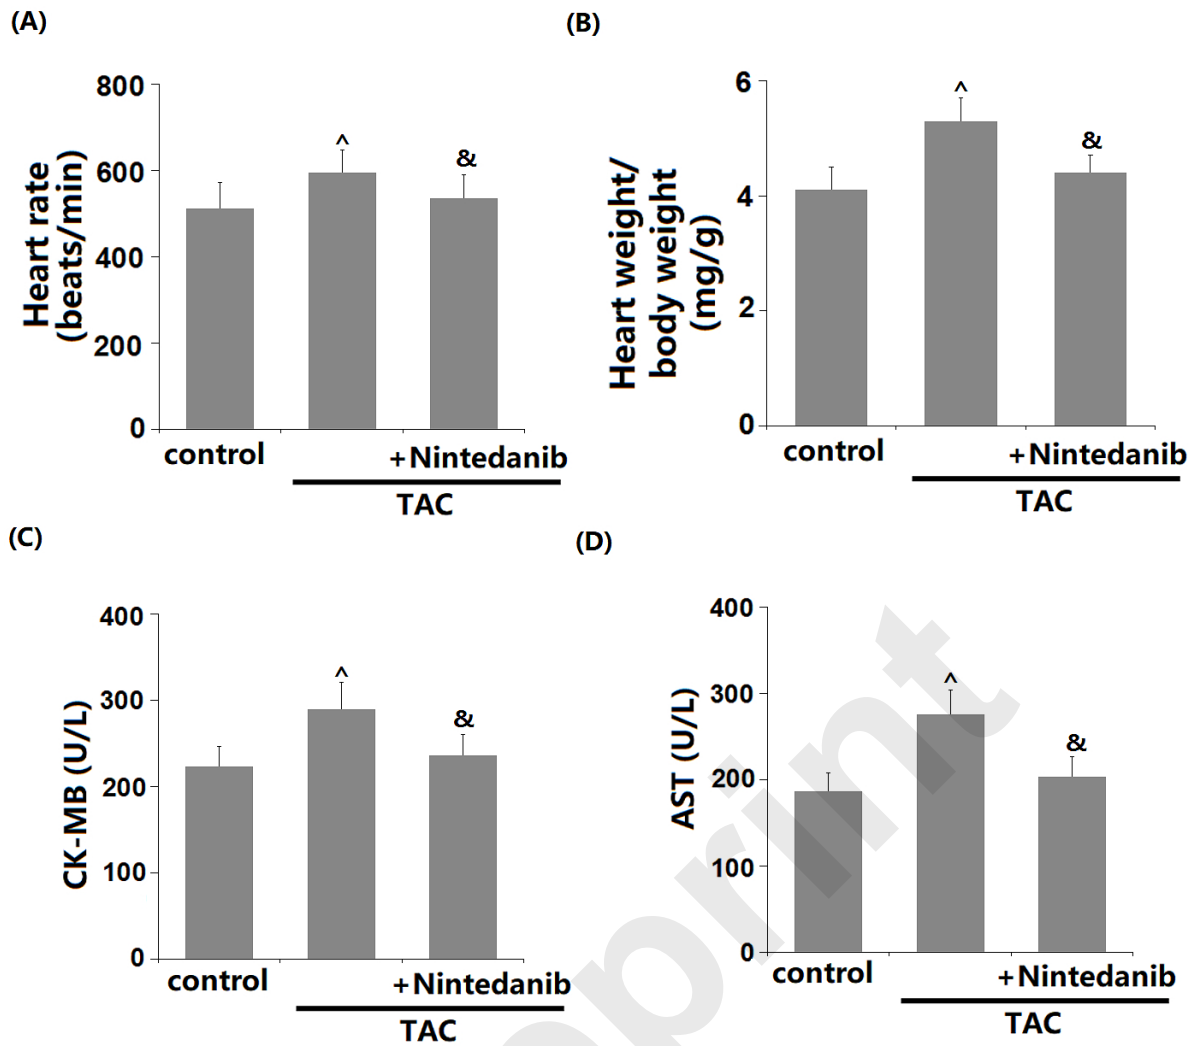 (A)
800
600
400
200
0
Heart rate
(beats/min)
^
&
control
+Nintedanib
TAC
(B)
6
4
2
0
Heart weight/
body weight
(mg/g)
^
&
control
+Nintedanib
TAC
(C)
400
300
200
100
0
CK-MB (U/L)
^
&
control
+Nintedanib
TAC
(D)
400
300
200
100
0
AST (U/L)
^
&
control
+Nintedanib
TAC